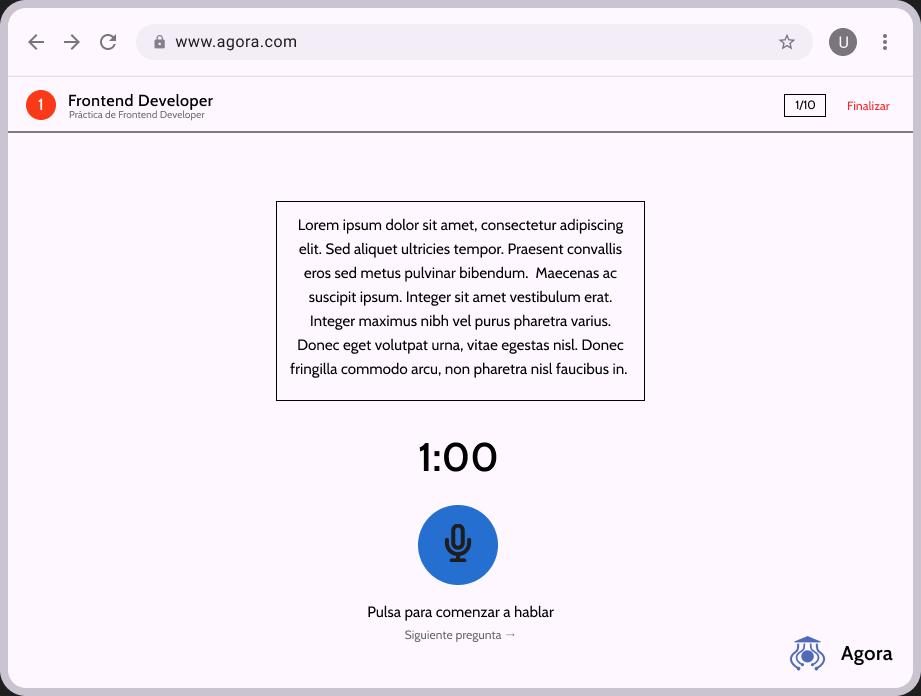 www.agora.com
U
1
Frontend Developer
Práctica de Frontend Developer
1/10
Finalizar
Lorem ipsum dolor sit amet, consectetur adipiscing
elit. Sed aliquet ultricies tempor. Praesent convallis
eros sed metus pulvinar bibendum.  Maecenas ac
suscipit ipsum. Integer sit amet vestibulum erat.
Integer maximus nibh vel purus pharetra varius.
Donec eget volutpat urna, vitae egestas nisl. Donec
fringilla commodo arcu, non pharetra nisl faucibus in.
1:00
Pulsa para comenzar a hablar
Siguiente pregunta →
Agora